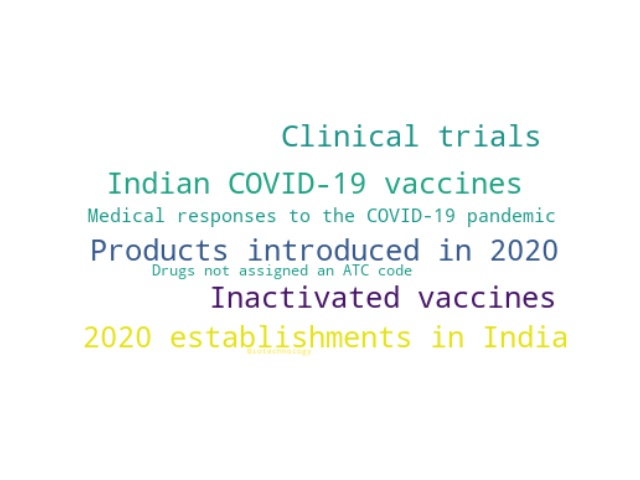 Clinical trials
Indian COVID-19 vaccines
Medical responses to the COVID-19 pandemic
Products introduced in 2020
Drugs not assigned an ATC code
Inactivated vaccines
2020 establishments in India
Biotechnology